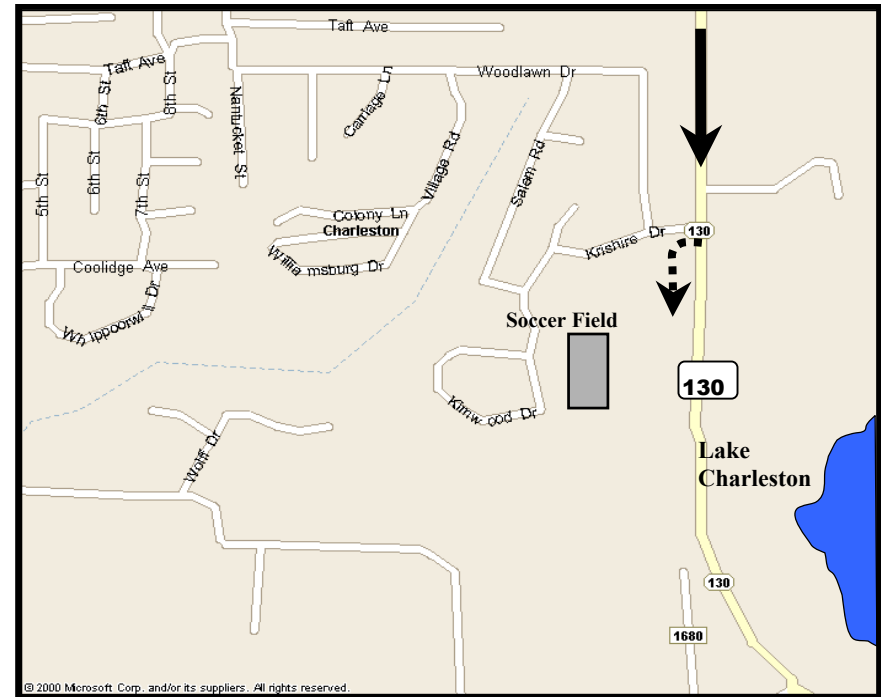 Taft Ave
Taft Ave
Woodlawn Dr
6th St
8th St
Nantucket St
Carriage Ln
Village Rd
Salem Rd
5th St
6th St
7th St
Colony Ln
Charleston
Williamsburg Dr
Krishire Dr
130
Coolidge Ave
Whippoorwill Dr
Soccer Field
130
Kimwood Dr
Wolff Dr
Lake
Charleston
130
1680
© 2000 Microsoft Corp. and/or its suppliers. All rights reserved.